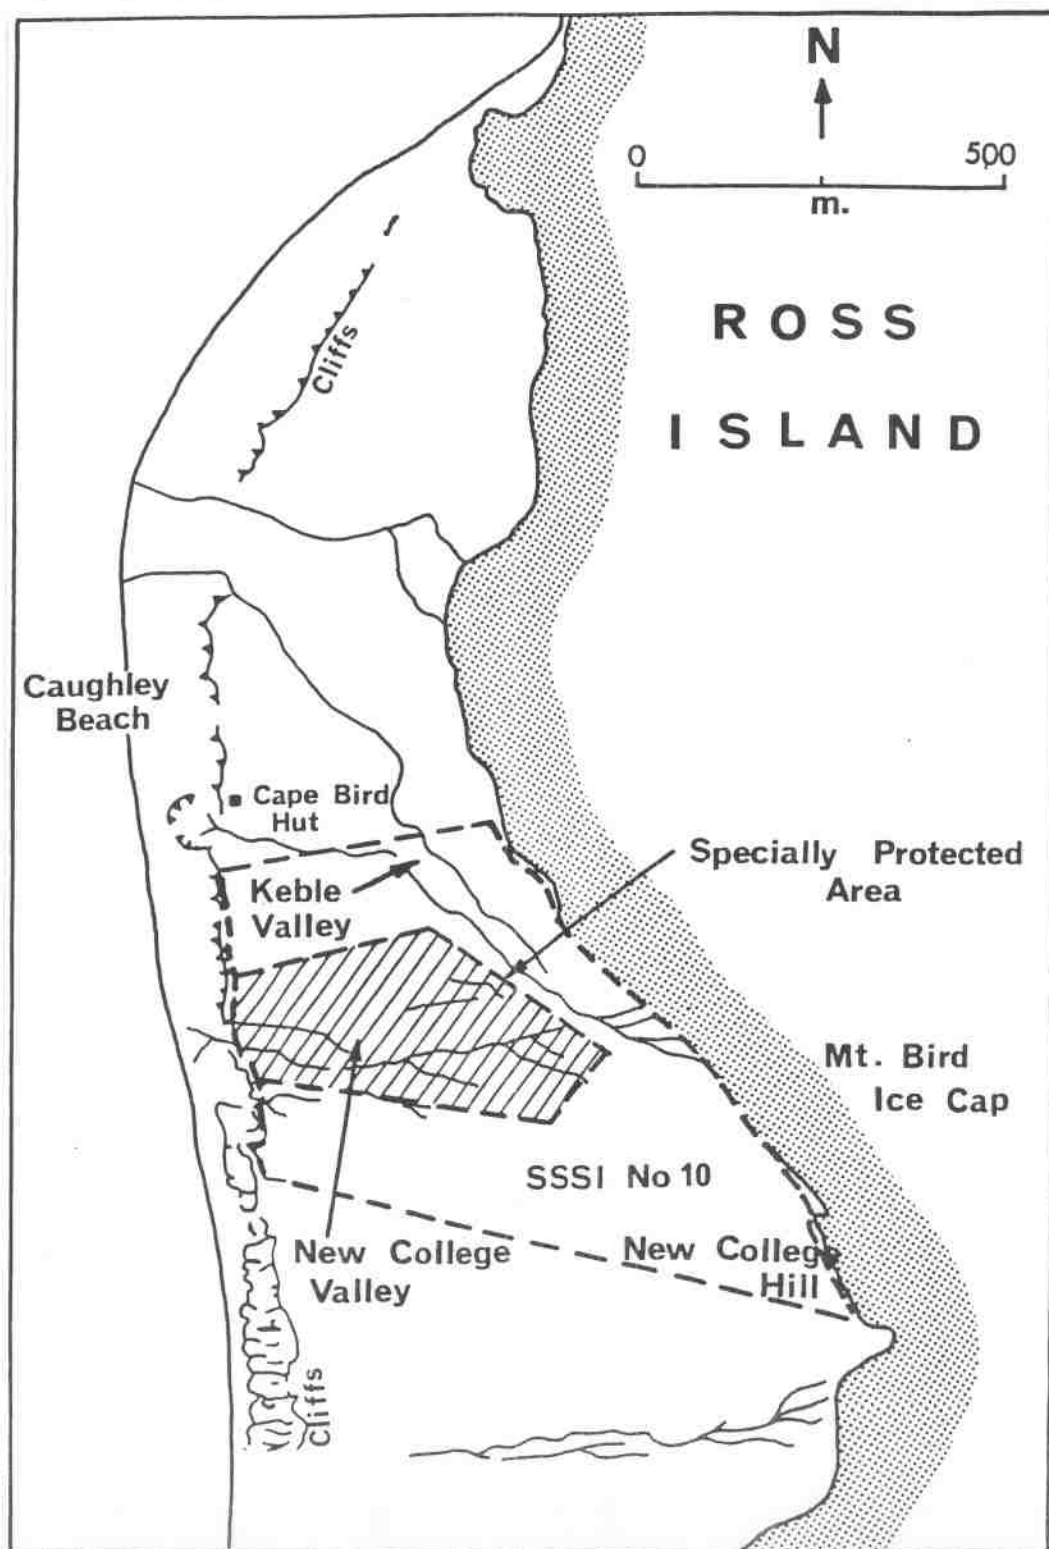 N
0 500
m.
ROSS
ISLAND
Cliffs
Caughley
Beach
Cape Bird
Hut
Specially Protected
Area
Keble
Valley
Mt. Bird
Ice Cap
SSSI No 10
New College
Valley
New College
Hill
Cliffs